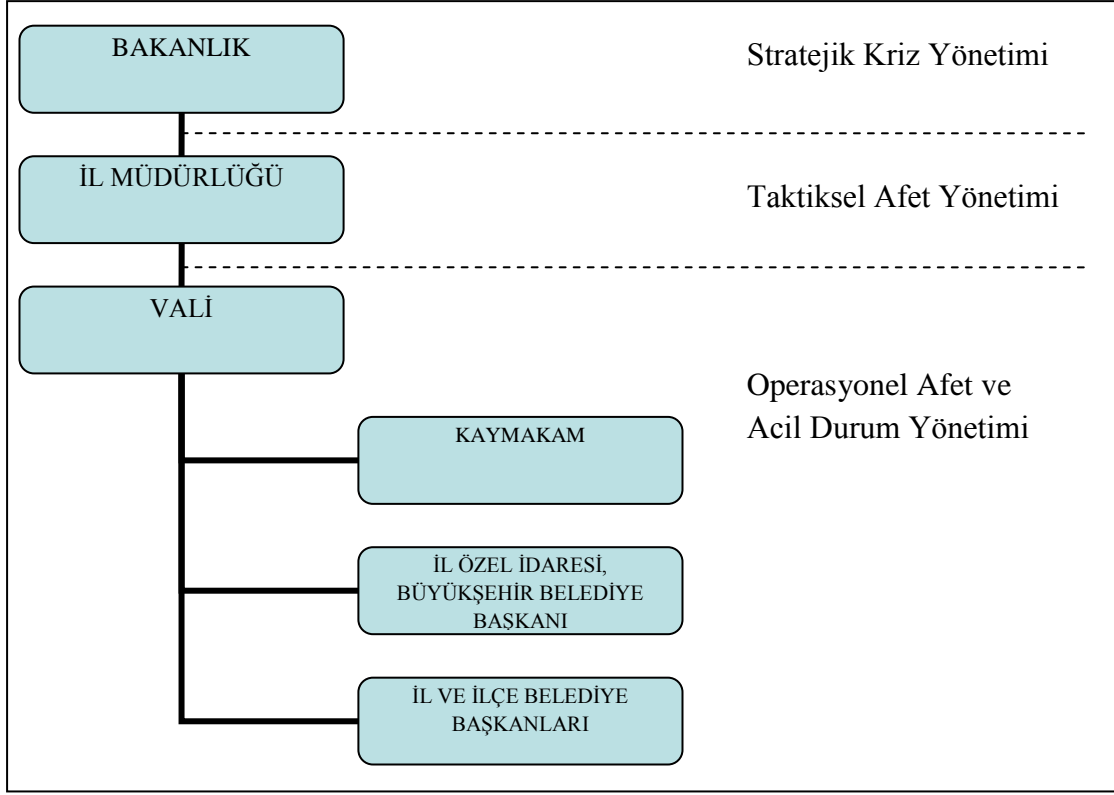 BAKANLIK
Stratejik Kriz Yönetimi
İL MÜDÜRLÜĞÜ
Taktiksel Afet Yönetimi
VALİ
Operasyonel Afet ve
Acil Durum Yönetimi
KAYMAKAM
İL ÖZEL İDARESİ,
BÜYÜKŞEHİR BELEDİYE
BAŞKANI
İL VE İLÇE BELEDİYE
BAŞKANLARI